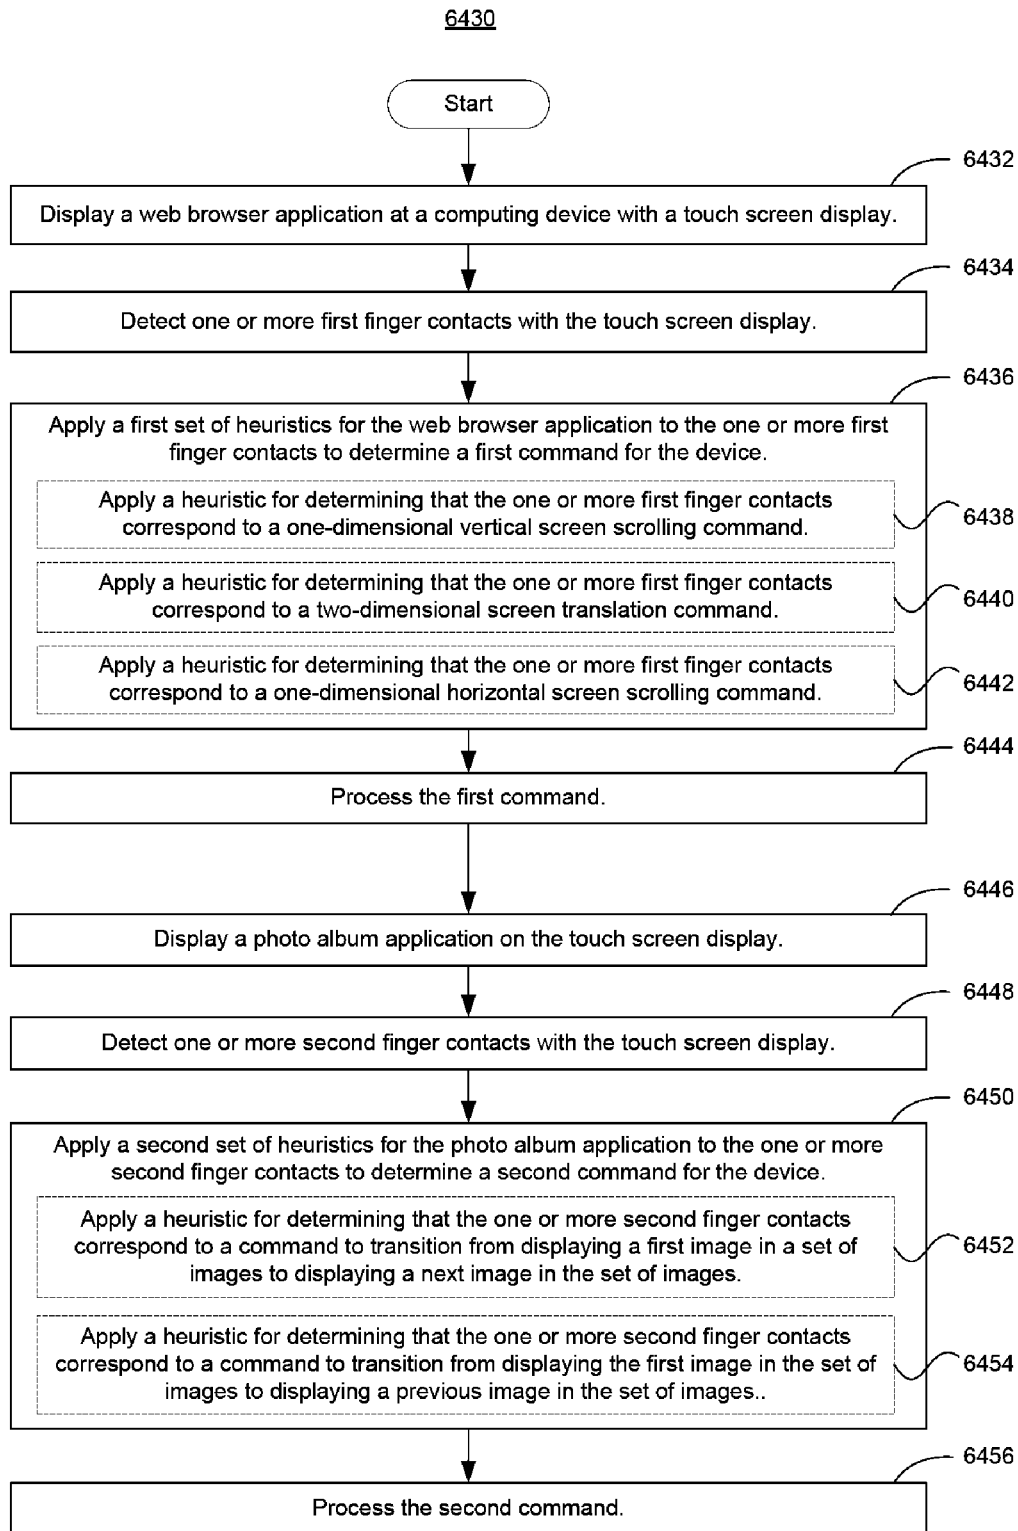 6430
Start
6432
Display a web browser application at a computing device with a touch screen display.
6434
Detect one or more first finger contacts with the touch screen display.
6436
Apply a first set of heuristics for the web browser application to the one or more first
finger contacts to determine a first command for the device.
Apply a heuristic for determining that the one or more first finger contacts
correspond to a one-dimensional vertical screen scrolling command.
6438
Apply a heuristic for determining that the one or more first finger contacts
correspond to a two-dimensional screen translation command.
6440
Apply a heuristic for determining that the one or more first finger contacts
correspond to a one-dimensional horizontal screen scrolling command.
6442
6444
Process the first command.
6446
Display a photo album application on the touch screen display.
6448
Detect one or more second finger contacts with the touch screen display.
6450
Apply a second set of heuristics for the photo album application to the one or more
second finger contacts to determine a second command for the device.
Apply a heuristic for determining that the one or more second finger contacts
correspond to a command to transition from displaying a first image in a set of
images to displaying a next image in the set of images.
6452
Apply a heuristic for determining that the one or more second finger contacts
correspond to a command to transition from displaying the first image in the set of
images to displaying a previous image in the set of images..
6454
6456
Process the second command.